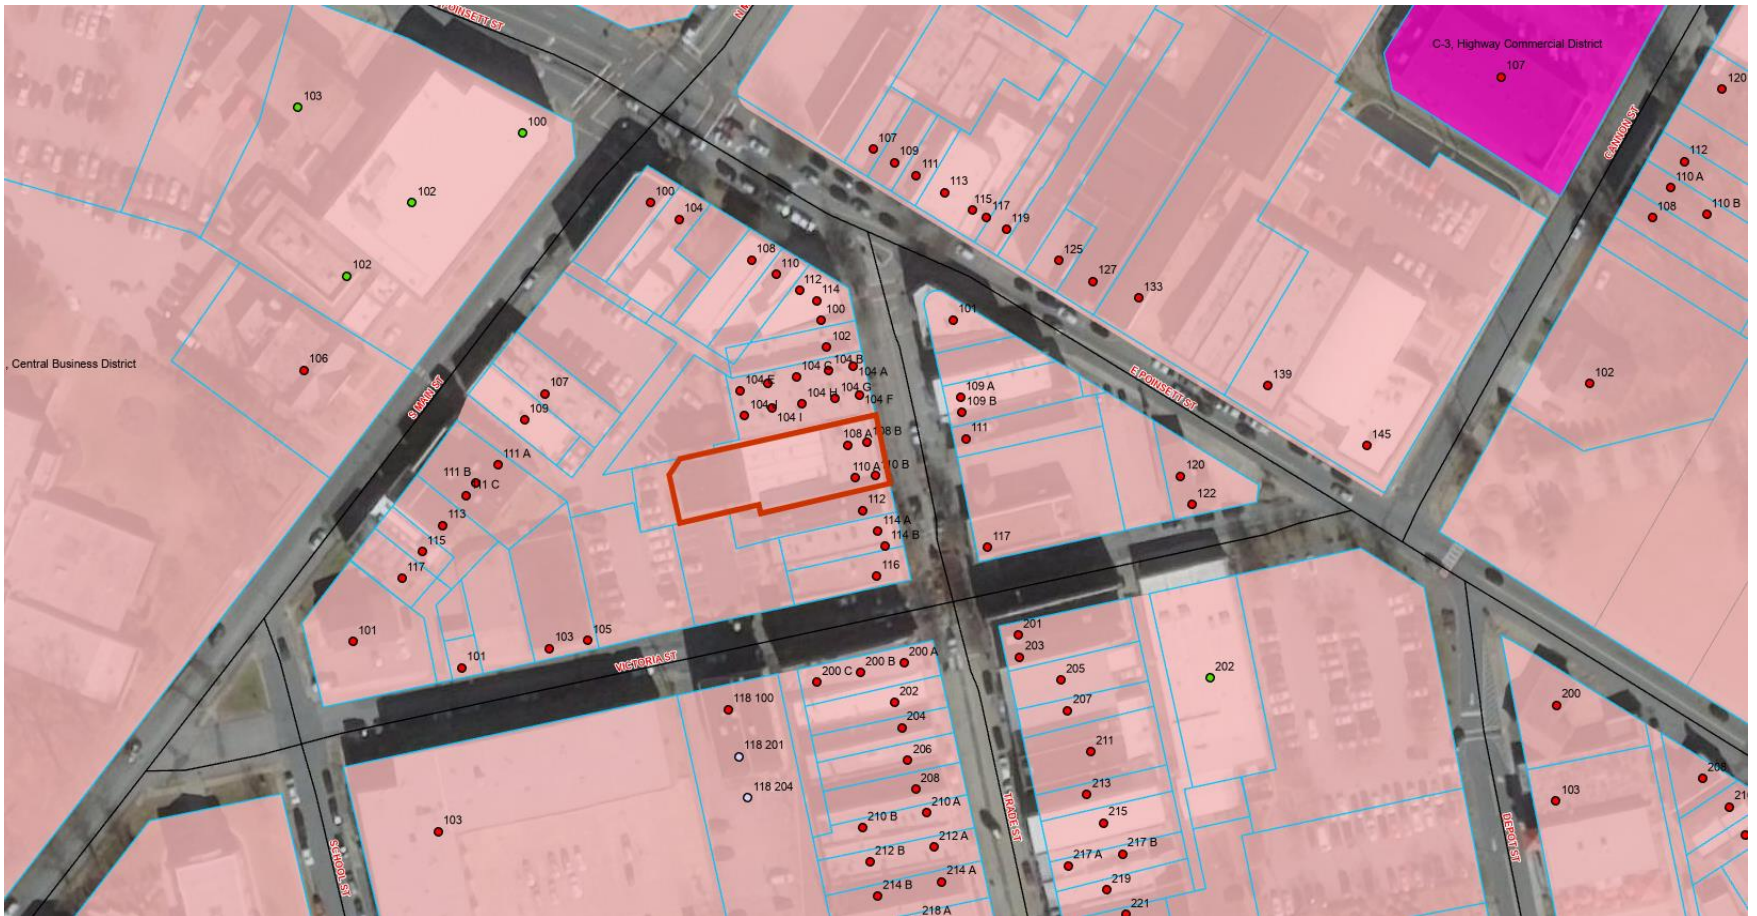 POINSETT ST
N M
C-3, Highway Commercial District
107
120
103
100
102
102
106
, Central Business District
CANNON ST
112
110 A
110 B
108
107
109
111
113
115
117
119
125
127
133
139
145
102
E POINSETT ST
100
104
108
110
112
114
100
102
104 B
104 A
104 C
104 E
104 G
104 F
104 H
104 J
104 I
108 A
108 B
110 A
110 B
112
114 A
114 B
116
101
109 A
109 B
111
117
120
122
S MAIN ST
107
109
111 A
111 B
111 C
113
115
117
101
101
103
105
VICTORIA ST
200 A
200 B
200 C
202
204
206
208
210 A
210 B
212 A
212 B
214 A
214 B
218 A
118 100
118 201
118 204
103
SCHOOL ST
TRADE ST
201
203
205
207
211
213
215
217 B
217 A
219
221
202
DEPOT ST
200
103
206